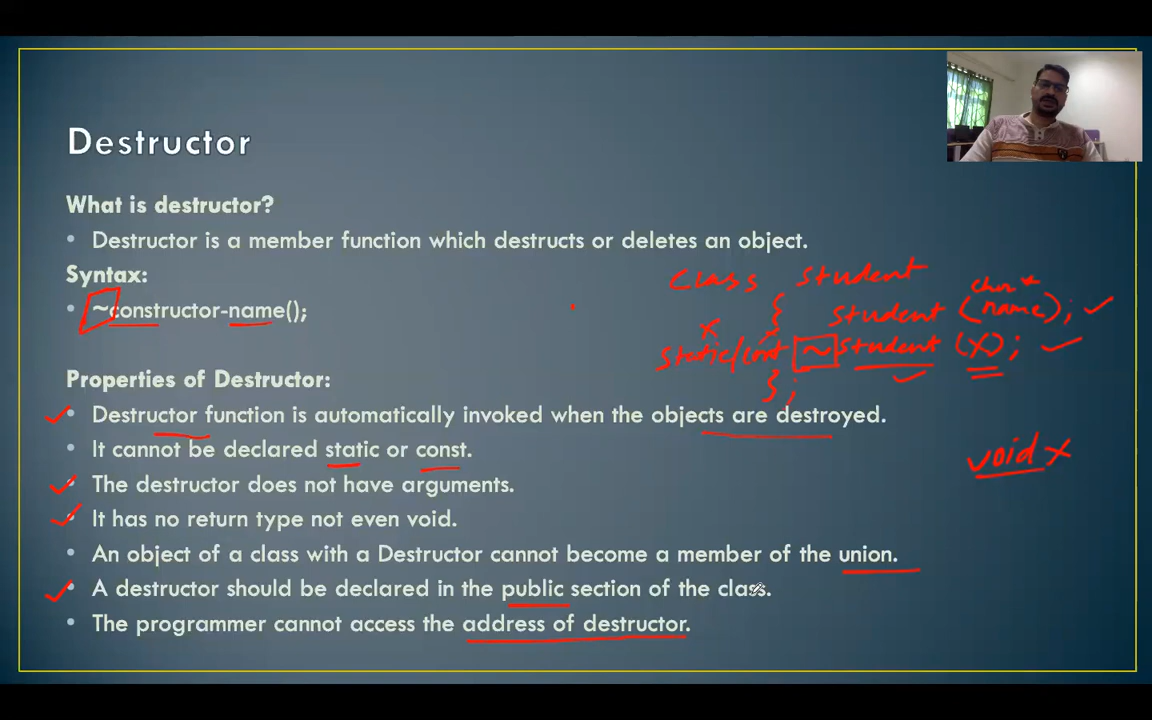 Destructor
What is destructor?
• Destructor is a member function which destructs or deletes an object.
Syntax:
• ~constructor-name();
Class Student
{
char *
Student (name);
x
Static/Cont ~Student (X);
};
Properties of Destructor:
• Destructor function is automatically invoked when the objects are destroyed.
• It cannot be declared static or const.
void x
• The destructor does not have arguments.
• It has no return type not even void.
• An object of a class with a Destructor cannot become a member of the union.
• A destructor should be declared in the public section of the class.
• The programmer cannot access the address of destructor.